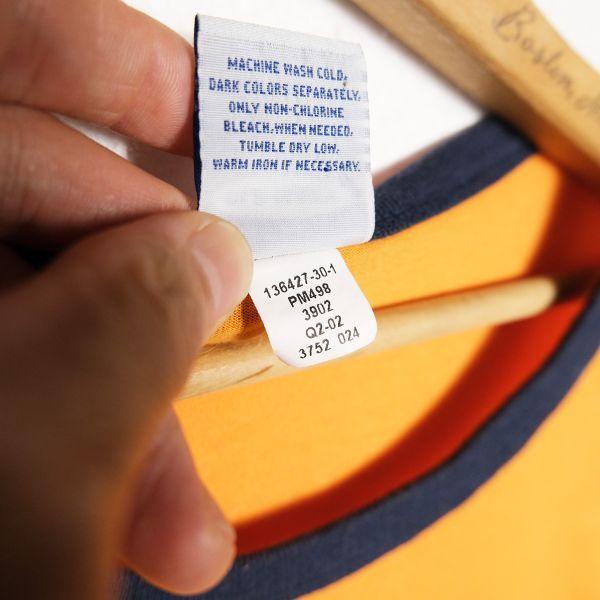 MACHINE WASH COLD,
DARK COLORS SEPARATELY.
ONLY NON-CHLORINE
BLEACH, WHEN NEEDED.
TUMBLE DRY LOW.
WARM IRON IF NECESSARY.
136427-30-1
PM498
3902
Q2-02
3752 024
Boston,